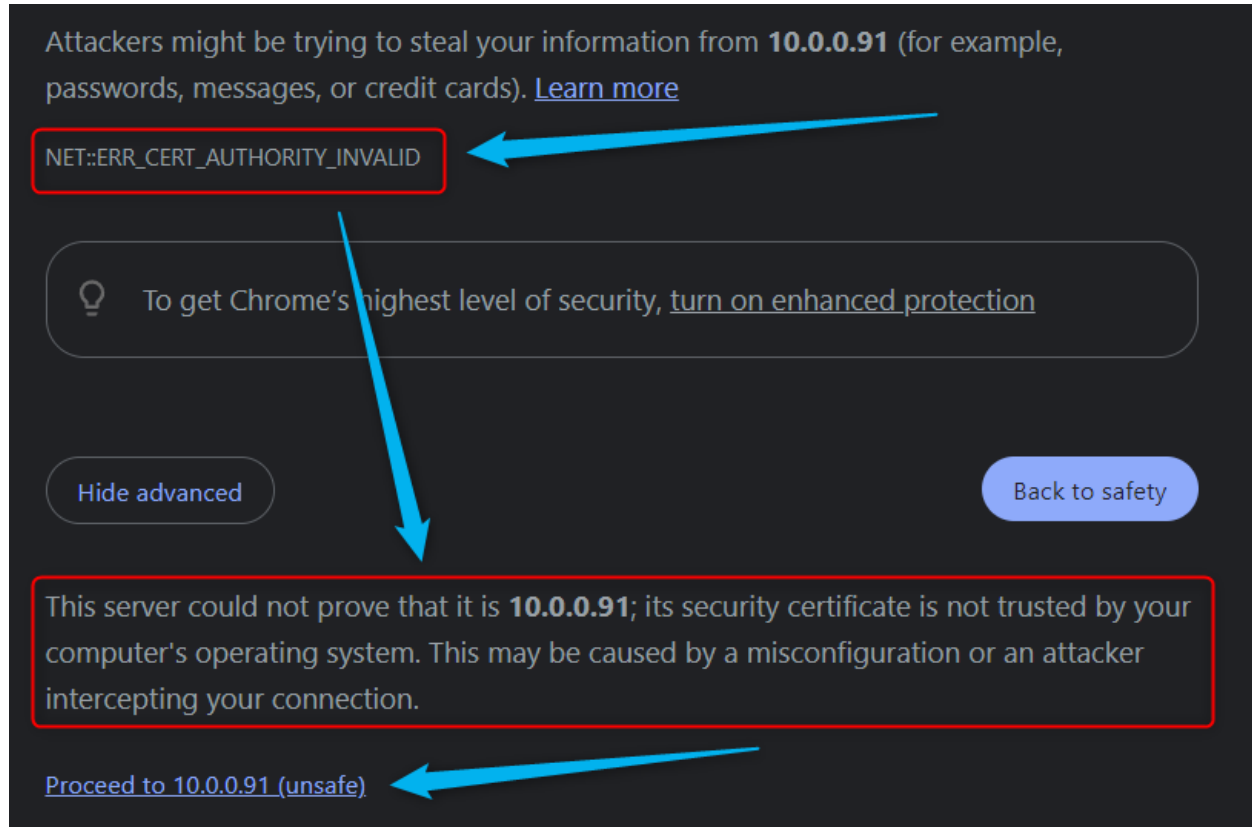 Attackers might be trying to steal your information from 10.0.0.91 (for example,
passwords, messages, or credit cards). Learn more
NET::ERR_CERT_AUTHORITY_INVALID
To get Chrome’s highest level of security, turn on enhanced protection
Hide advanced
Back to safety
This server could not prove that it is 10.0.0.91; its security certificate is not trusted by your
computer's operating system. This may be caused by a misconfiguration or an attacker
intercepting your connection.
Proceed to 10.0.0.91 (unsafe)